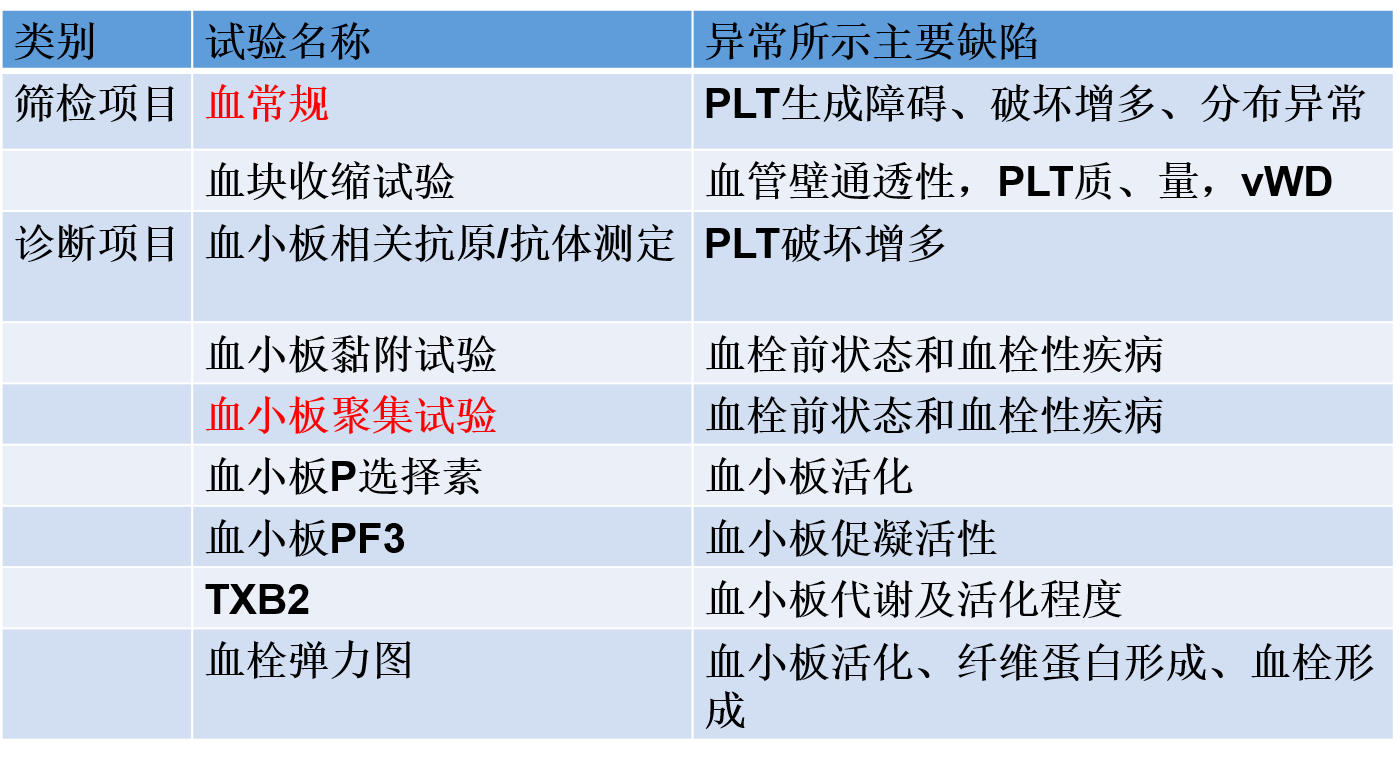 类别 试验名称 异常所示主要缺陷
筛检项目 血常规 PLT生成障碍、破坏增多、分布异常
血块收缩试验 血管壁通透性，PLT质、量，vWD
诊断项目 血小板相关抗原/抗体测定 PLT破坏增多
血小板黏附试验 血栓前状态和血栓性疾病
血小板聚集试验 血栓前状态和血栓性疾病
血小板P选择素 血小板活化
血小板PF3 血小板促凝活性
TXB2 血小板代谢及活化程度
血栓弹力图 血小板活化、纤维蛋白形成、血栓形
成